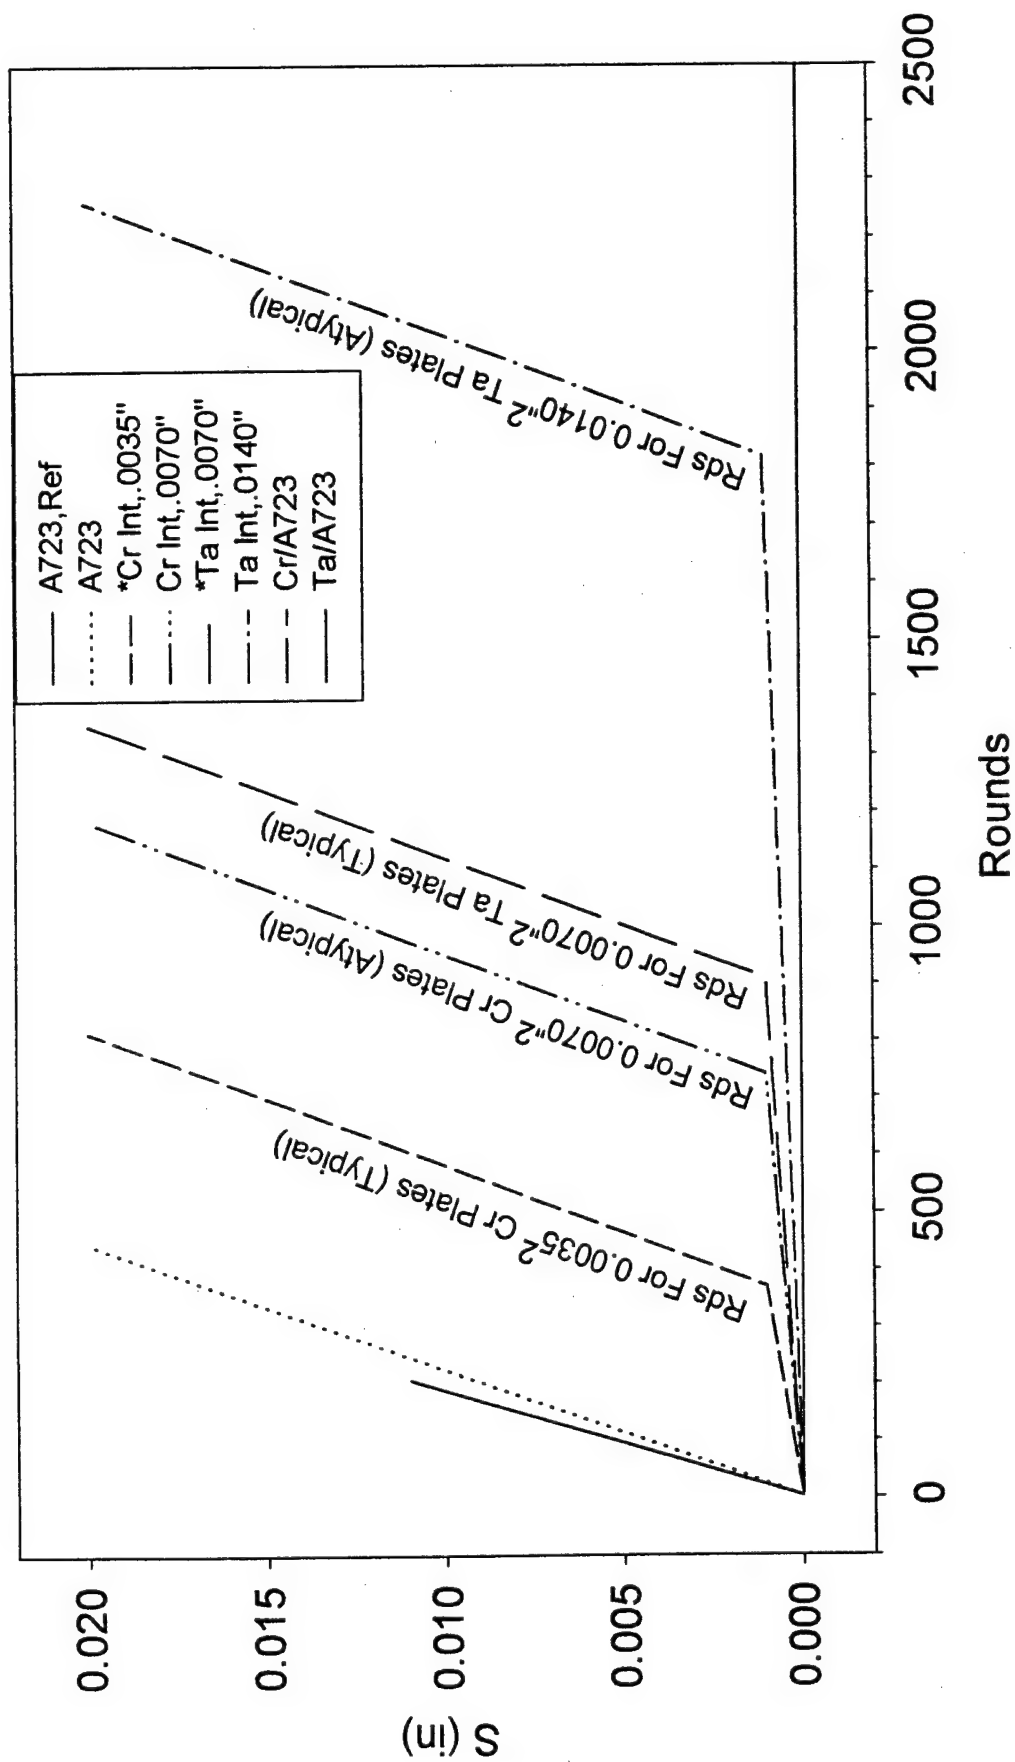 S (in)
0.020
0.015
0.010
0.005
0.000
A723,Ref
A723
*Cr Int,.0035"
Cr Int,.0070"
*Ta Int,.0070"
Ta Int,.0140"
Cr/A723
Ta/A723
Rds For 0.0035² Cr Plates (Typical)
Rds For 0.0070"² Cr Plates (Atypical)
Rds For 0.0070"² Ta Plates (Typical)
Rds For 0.0140"² Ta Plates (Atypical)
0
500
1000
1500
2000
2500
Rounds